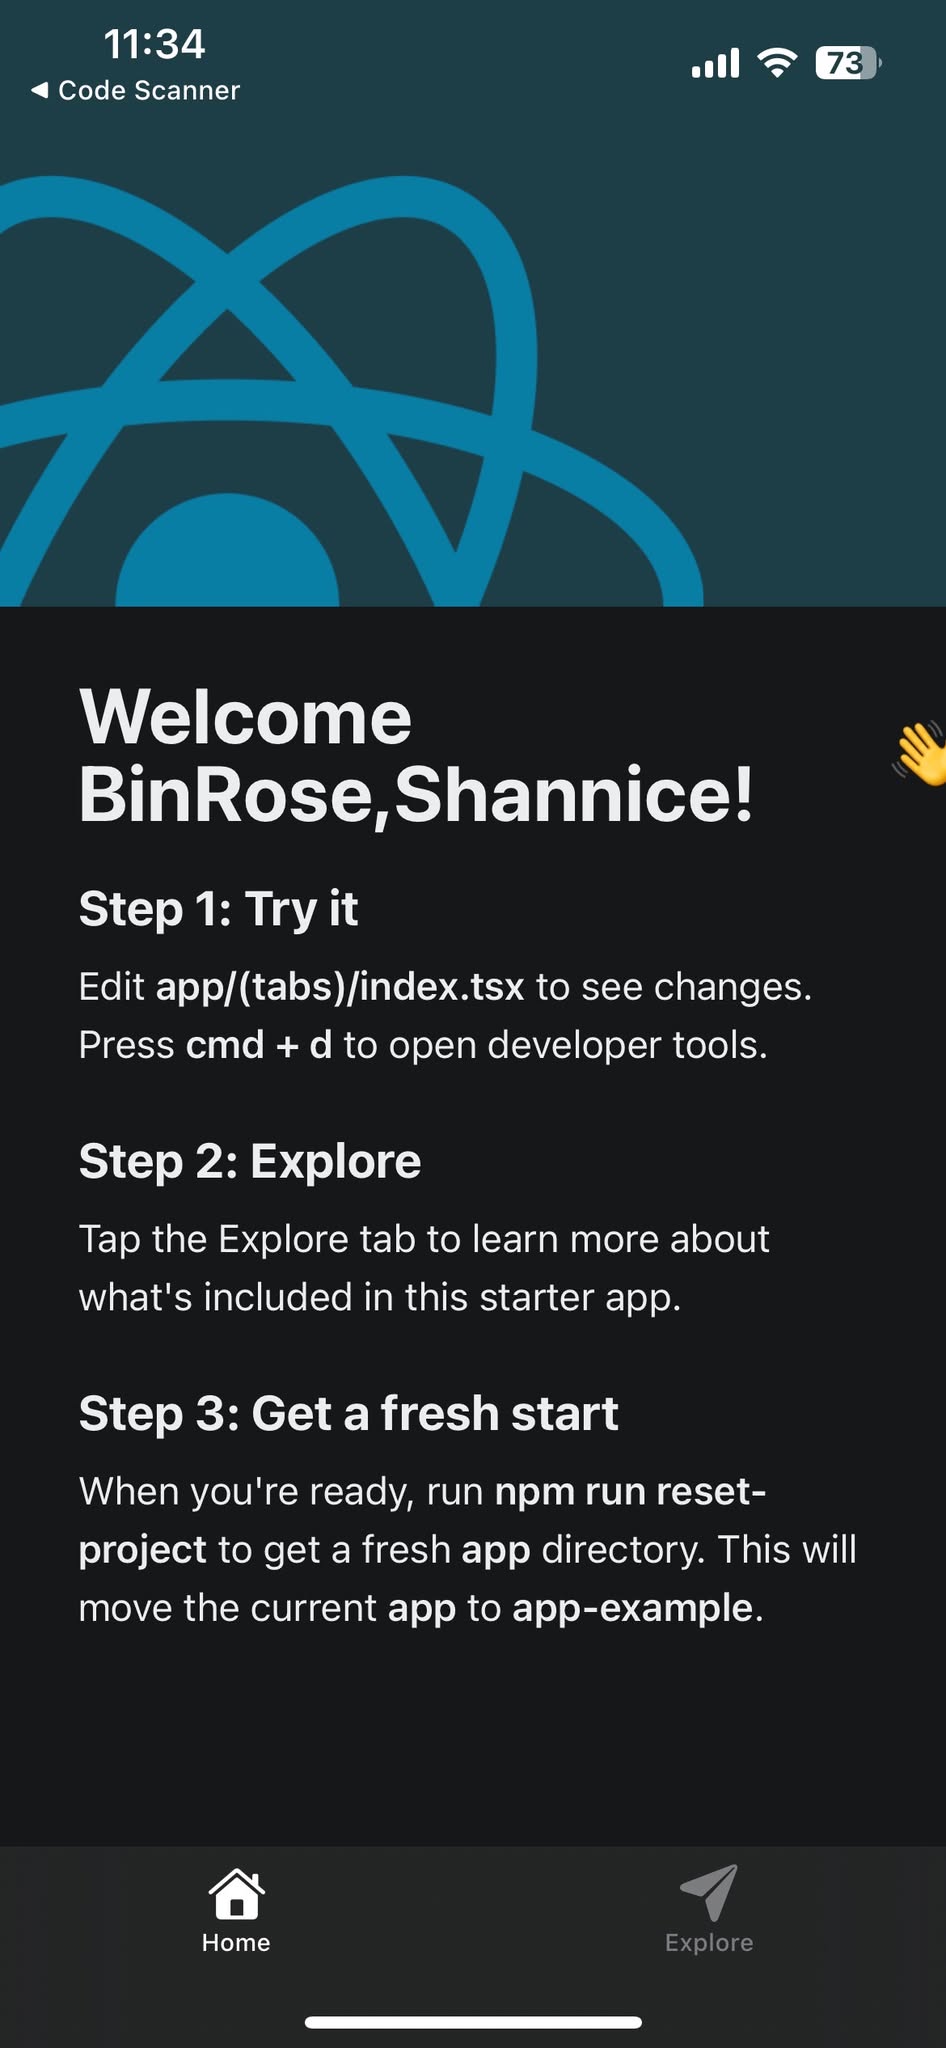 11:34
73
◀ Code Scanner
Welcome
BinRose,Shannice!
Step 1: Try it
Edit app/(tabs)/index.tsx to see changes.
Press cmd + d to open developer tools.
Step 2: Explore
Tap the Explore tab to learn more about
what's included in this starter app.
Step 3: Get a fresh start
When you're ready, run npm run reset-
project to get a fresh app directory. This will
move the current app to app-example.
Home
Explore